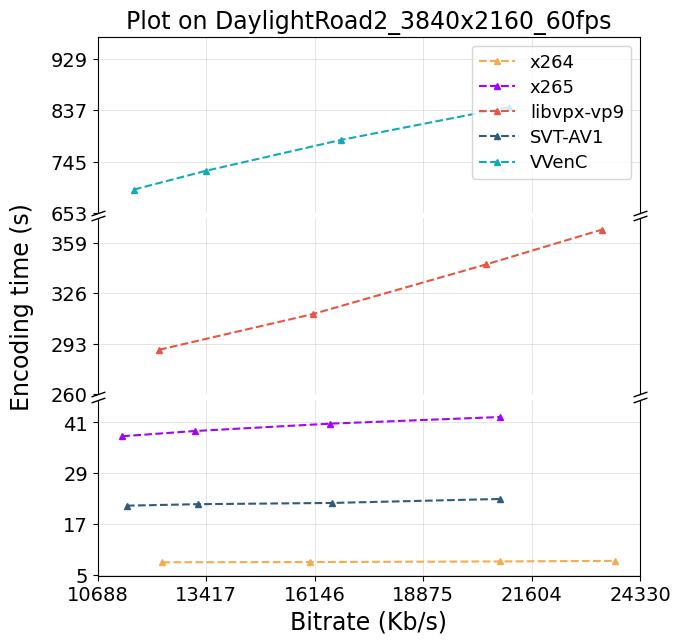 Plot on DaylightRoad2_3840x2160_60fps
x264
x265
libvpx-vp9
SVT-AV1
VVenC
929
837
745
653
359
326
293
260
41
29
17
5
10688 13417 16146 18875 21604 24330
Encoding time (s)
Bitrate (Kb/s)